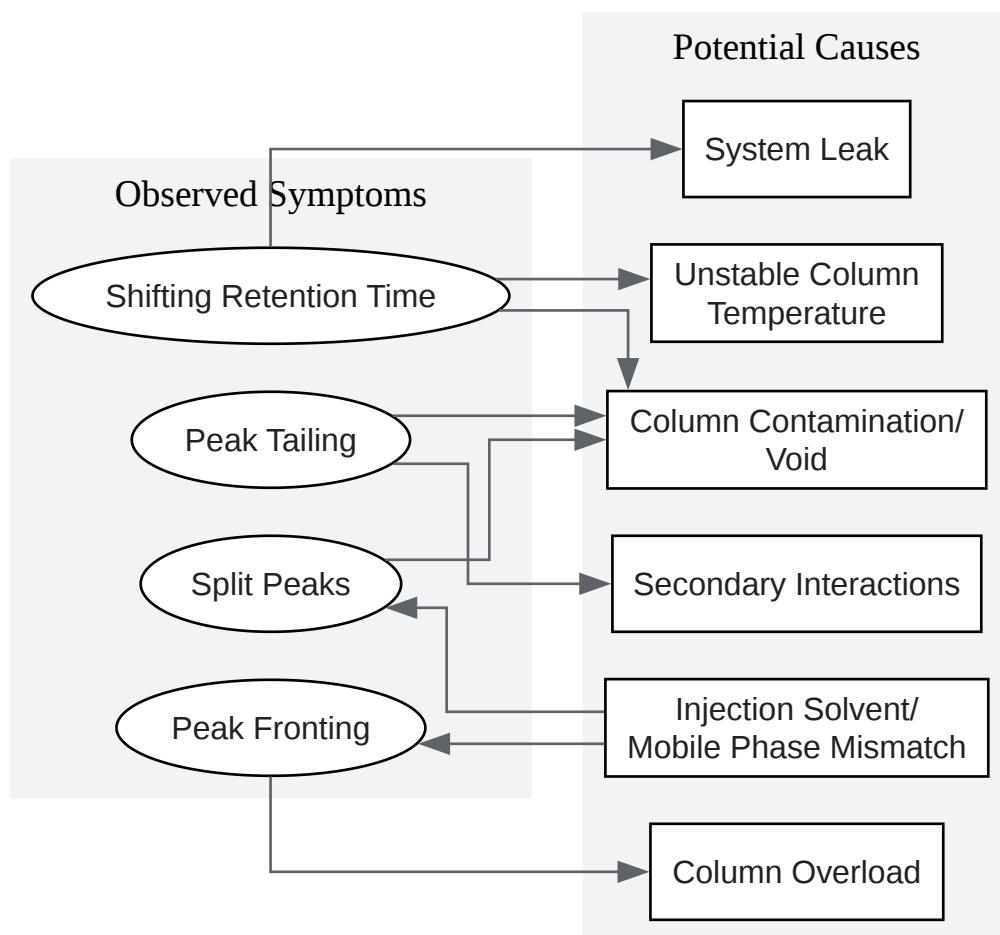 Potential Causes
System Leak
Observed Symptoms
Shifting Retention Time
Unstable Column
Temperature
Peak Tailing
Column Contamination/
Void
Split Peaks
Secondary Interactions
Peak Fronting
Injection Solvent/
Mobile Phase Mismatch
Column Overload